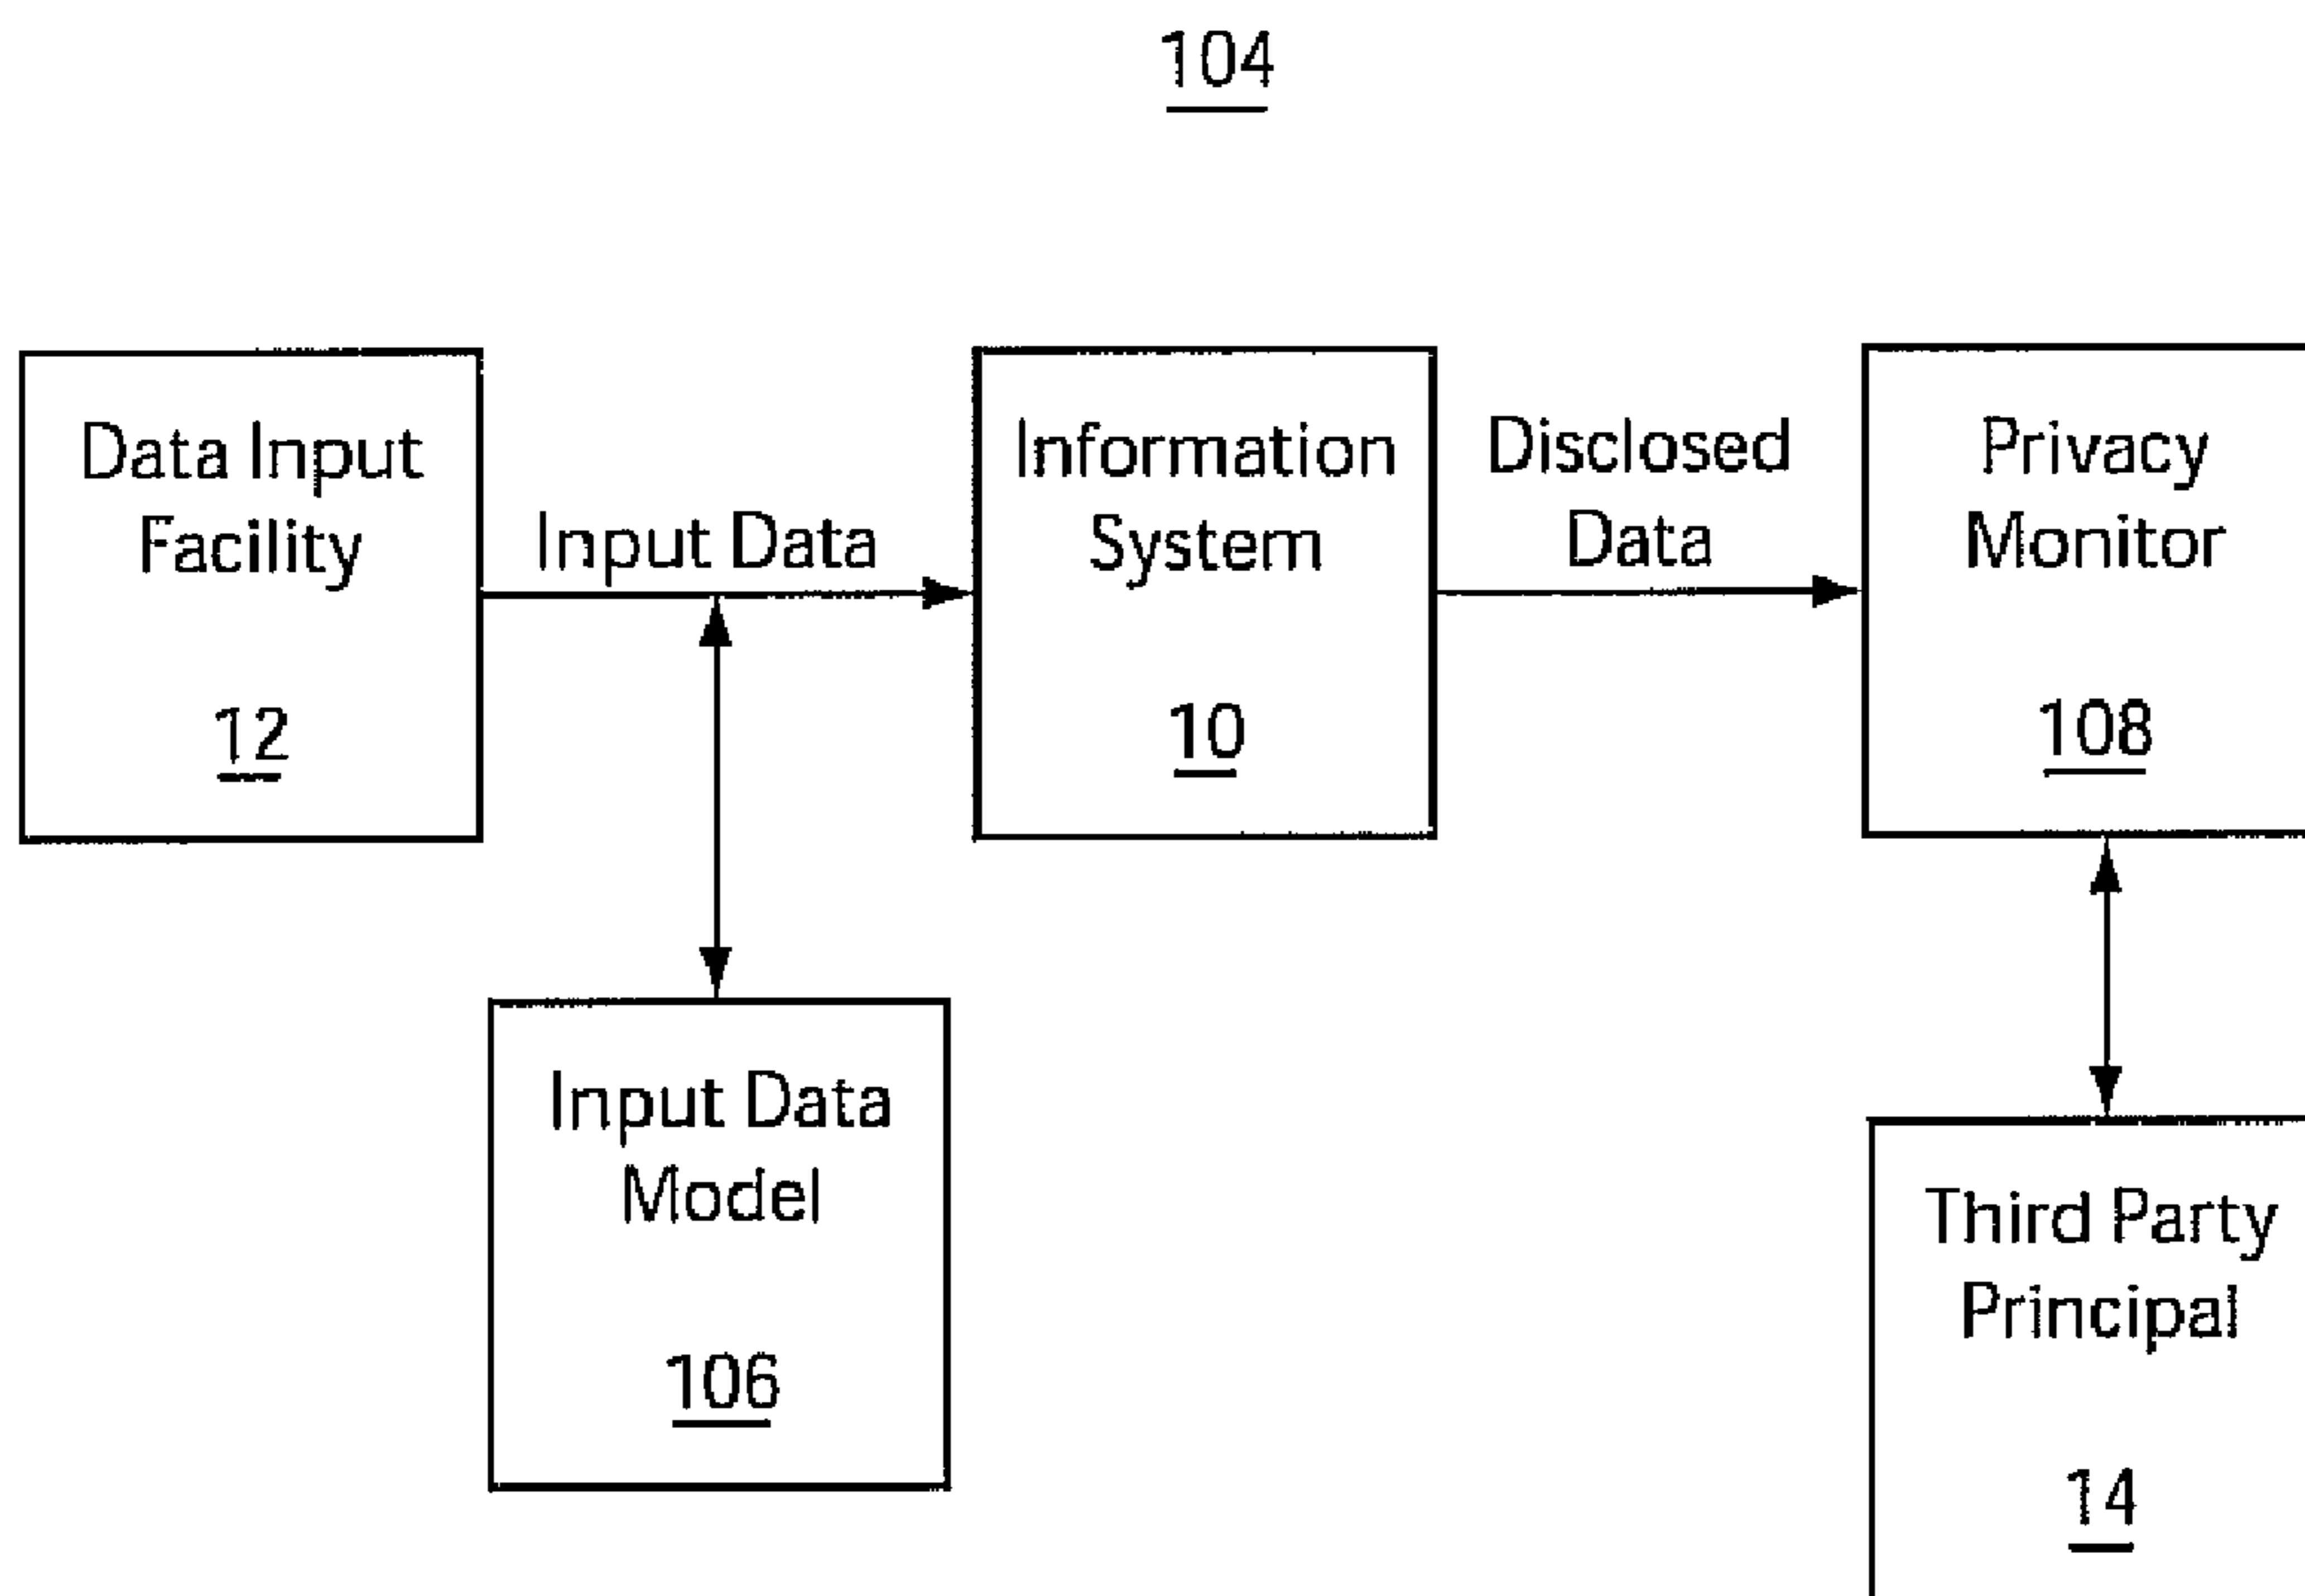 104
Data Input
Facility
12
Input Data
Information
System
10
Disclosed
Data
Privacy
Monitor
108
Input Data
Model
106
Third Party
Principal
14